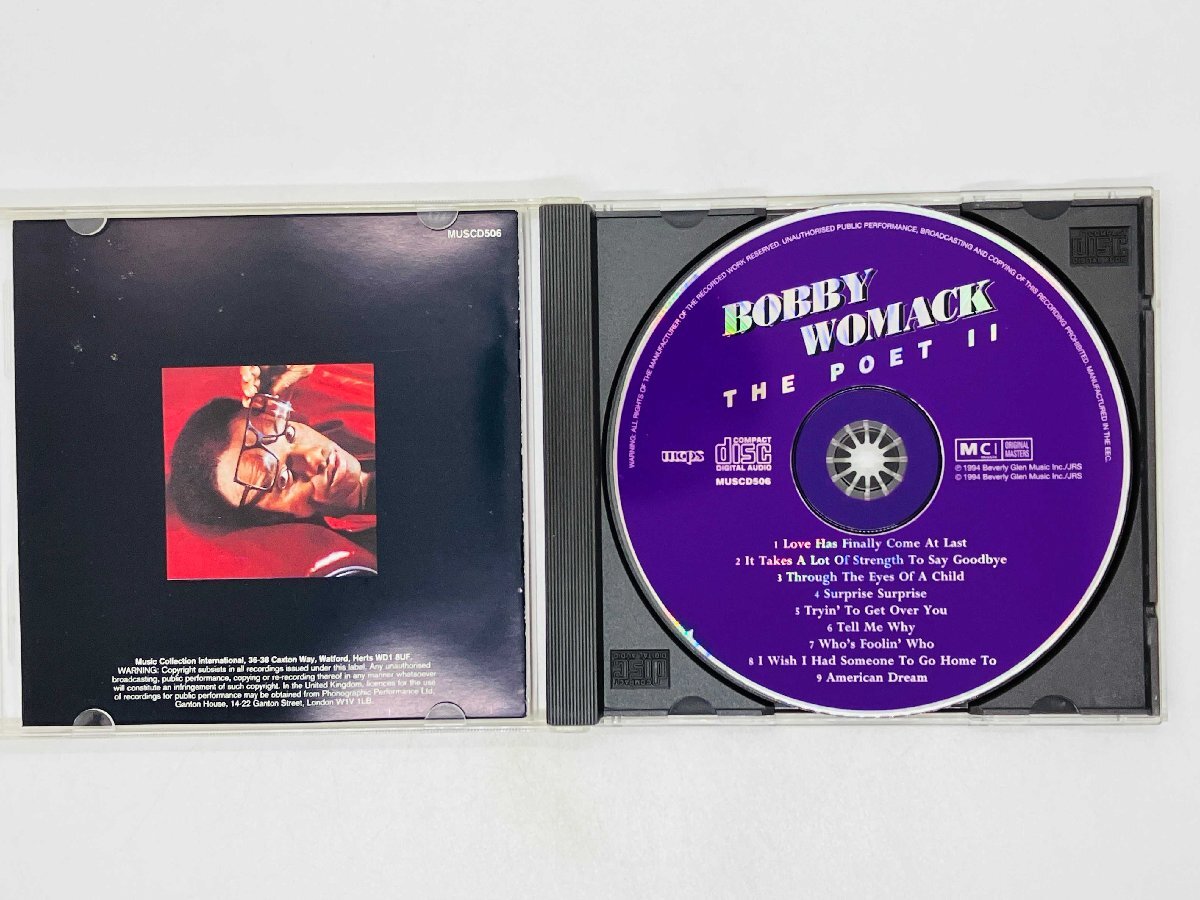 MUSCD506
Music Collection International, 36-38 Caxton Way, Watford, Herts WD1 8UF.
WARNING: Copyright subsists in all recordings issued under this label. Any unauthorised
broadcasting, public performance, copying or re-recording thereof in any manner whatsoever
will constitute an infringement of such copyright. In the United Kingdom, licences for the use
of recordings for public performance may be obtained from Phonographic Performance Ltd,
Ganton House, 14-22 Ganton Street, London W1V 1LB.
WARNING: ALL RIGHTS OF THE MANUFACTURER OF THE RECORDED WORK RESERVED. UNAUTHORISED PUBLIC PERFORMANCE, BROADCASTING AND COPYING OF THIS RECORDING PROHIBITED. MANUFACTURED IN THE EEC.
BOBBY
WOMACK
THE POET II
mcps
COMPACT
disc
DIGITAL AUDIO
MUSCD506
MCI
ORIGINAL
MASTERS
℗ 1994 Beverly Glen Music Inc./JRS
© 1994 Beverly Glen Music Inc./JRS
1 Love Has Finally Come At Last
2 It Takes A Lot Of Strength To Say Goodbye
3 Through The Eyes Of A Child
4 Surprise Surprise
5 Tryin' To Get Over You
6 Tell Me Why
7 Who's Foolin' Who
8 I Wish I Had Someone To Go Home To
9 American Dream
COMPACT
disc
DIGITAL AUDIO
COMPACT
disc
DIGITAL AUDIO